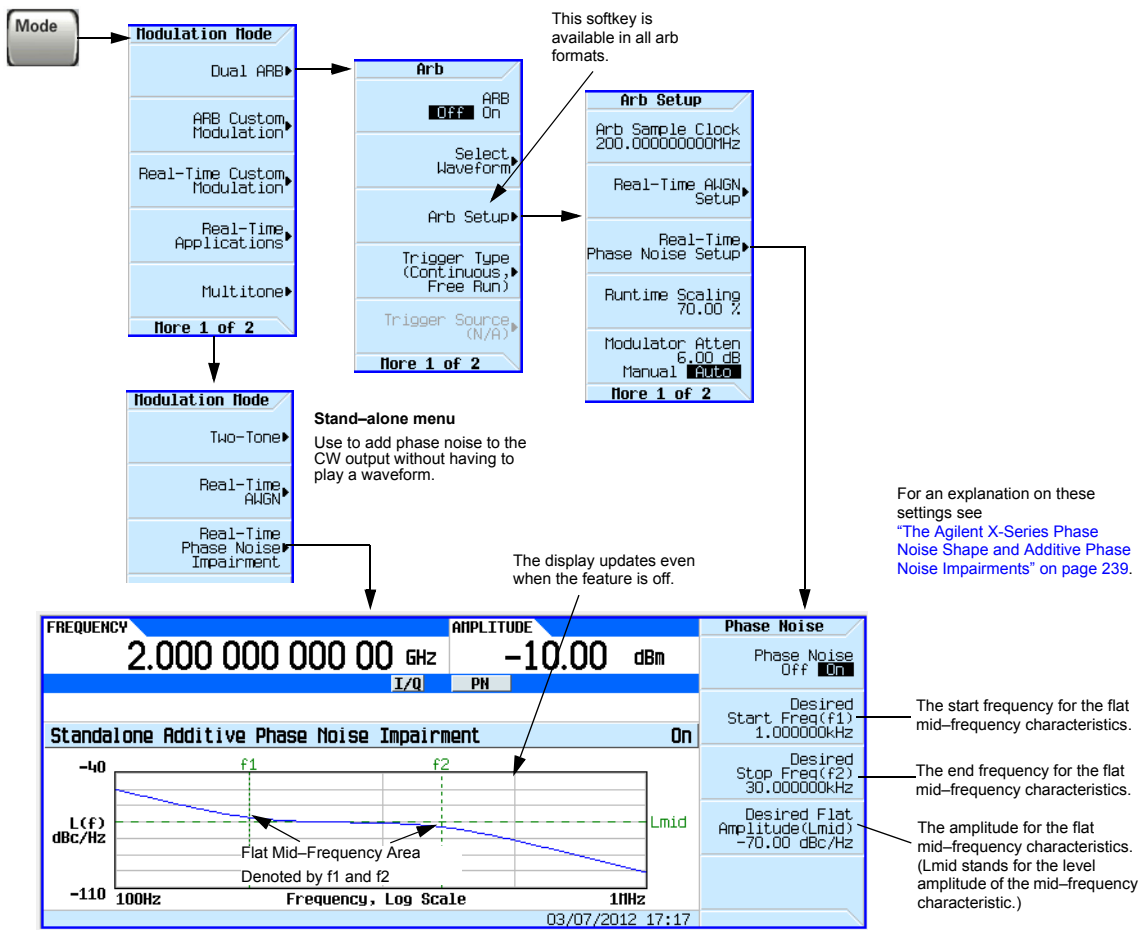 Mode
Modulation Mode
Dual ARB
ARB Custom
Modulation
Real-Time Custom
Modulation
Real-Time
Applications
Multitone
More 1 of 2
Arb
ARB
Off On
Select
Waveform
Arb Setup
Trigger Type
(Continuous,
Free Run)
Trigger Source
(N/A)
More 1 of 2
This softkey is
available in all arb
formats.
Arb Setup
Arb Sample Clock
200.000000000MHz
Real-Time AWGN
Setup
Real-Time
Phase Noise Setup
Runtime Scaling
70.00 %
Modulator Atten
6.00 dB
Manual Auto
More 1 of 2
Modulation Mode
Two-Tone
Real-Time
AWGN
Real-Time
Phase Noise
Impairment
Stand–alone menu
Use to add phase noise to the
CW output without having to
play a waveform.
For an explanation on these
settings see
“The Agilent X-Series Phase
Noise Shape and Additive Phase
Noise Impairments” on page 239.
The display updates even
when the feature is off.
FREQUENCY
2.000 000 000 00 GHz
AMPLITUDE
-10.00 dBm
I/Q
PN
Standalone Additive Phase Noise Impairment On
-40
f1
f2
L(f)
dBc/Hz
Lmid
Flat Mid–Frequency Area
Denoted by f1 and f2
-110
100Hz
Frequency, Log Scale
1MHz
03/07/2012 17:17
Phase Noise
Phase Noise
Off On
Desired
Start Freq(f1)
1.000000kHz
Desired
Stop Freq(f2)
30.000000kHz
Desired Flat
Amplitude(Lmid)
-70.00 dBc/Hz
The start frequency for the flat
mid–frequency characteristics.
The end frequency for the flat
mid–frequency characteristics.
The amplitude for the flat
mid–frequency characteristics.
(Lmid stands for the level
amplitude of the mid–frequency
characteristic.)